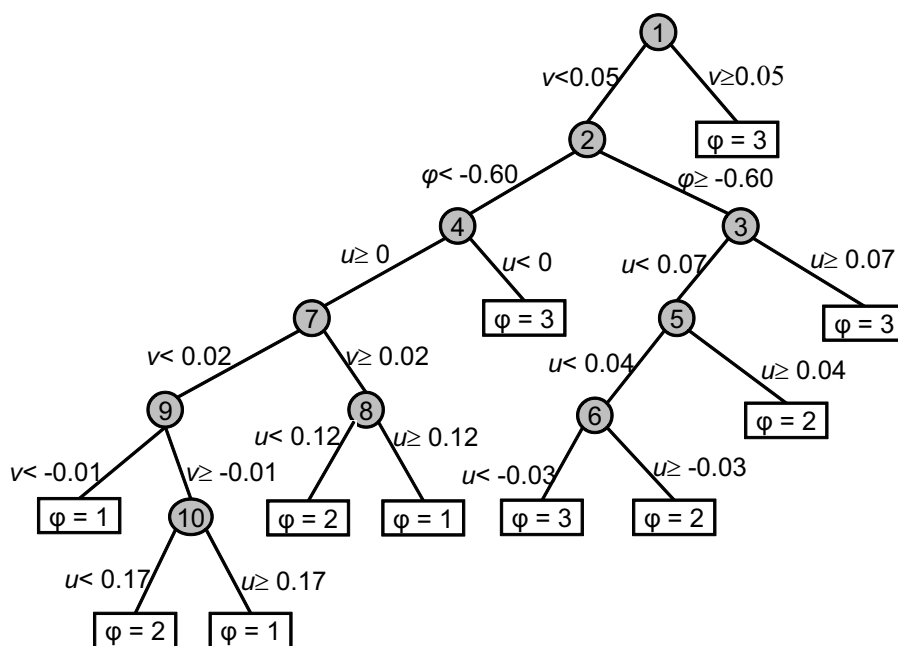 1
v<0.05
v≥0.05
2
φ = 3
φ< -0.60
φ≥ -0.60
4
3
u≥ 0
u< 0
u< 0.07
u≥ 0.07
7
φ = 3
5
φ = 3
v< 0.02
v≥ 0.02
u< 0.04
u≥ 0.04
9
8
6
φ = 2
v< -0.01
v≥ -0.01
u< 0.12
u≥ 0.12
u< -0.03
u≥ -0.03
φ = 1
10
φ = 2
φ = 1
φ = 3
φ = 2
u< 0.17
u≥ 0.17
φ = 2
φ = 1